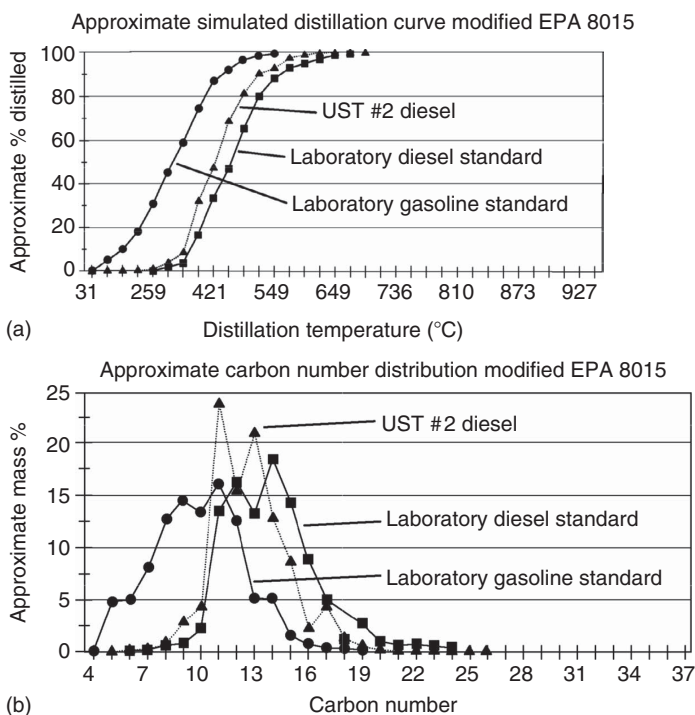 Approximate simulated distillation curve modified EPA 8015
100
80
60
40
20
0
Approximate % distilled
UST #2 diesel
Laboratory diesel standard
Laboratory gasoline standard
31 259 421 549 649 736 810 873 927
(a)
Distillation temperature (°C)
Approximate carbon number distribution modified EPA 8015
25
20
15
10
5
0
Approximate mass %
UST #2 diesel
Laboratory diesel standard
Laboratory gasoline standard
4 7 10 13 16 19 22 25 28 31 34 37
(b)
Carbon number